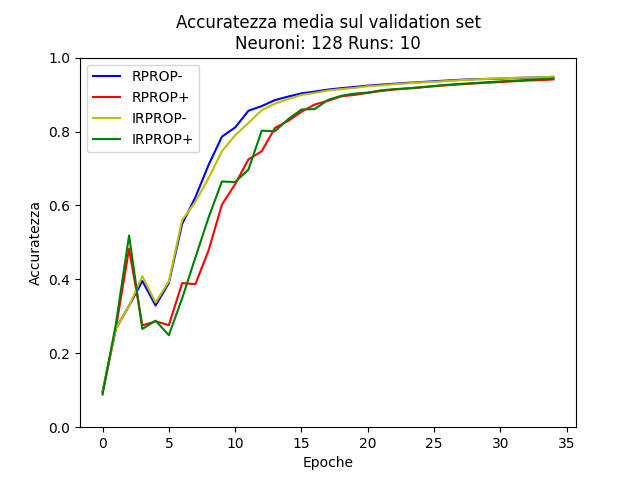 Accuratezza media sul validation set
Neuroni: 128 Runs: 10
1.0
0.8
0.6
0.4
0.2
0.0
Accuratezza
RPROP-
RPROP+
IRPROP-
IRPROP+
0 5 10 15 20 25 30 35
Epoche